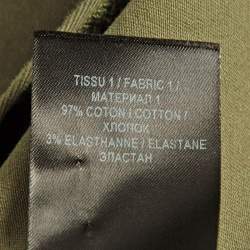 TISSU 1 / FABRIC 1 /
МАТЕРИАЛ 1
97% COTON / COTTON /
ХЛОПОК
3% ELASTHANNE / ELASTANE
ЭЛАСТАН